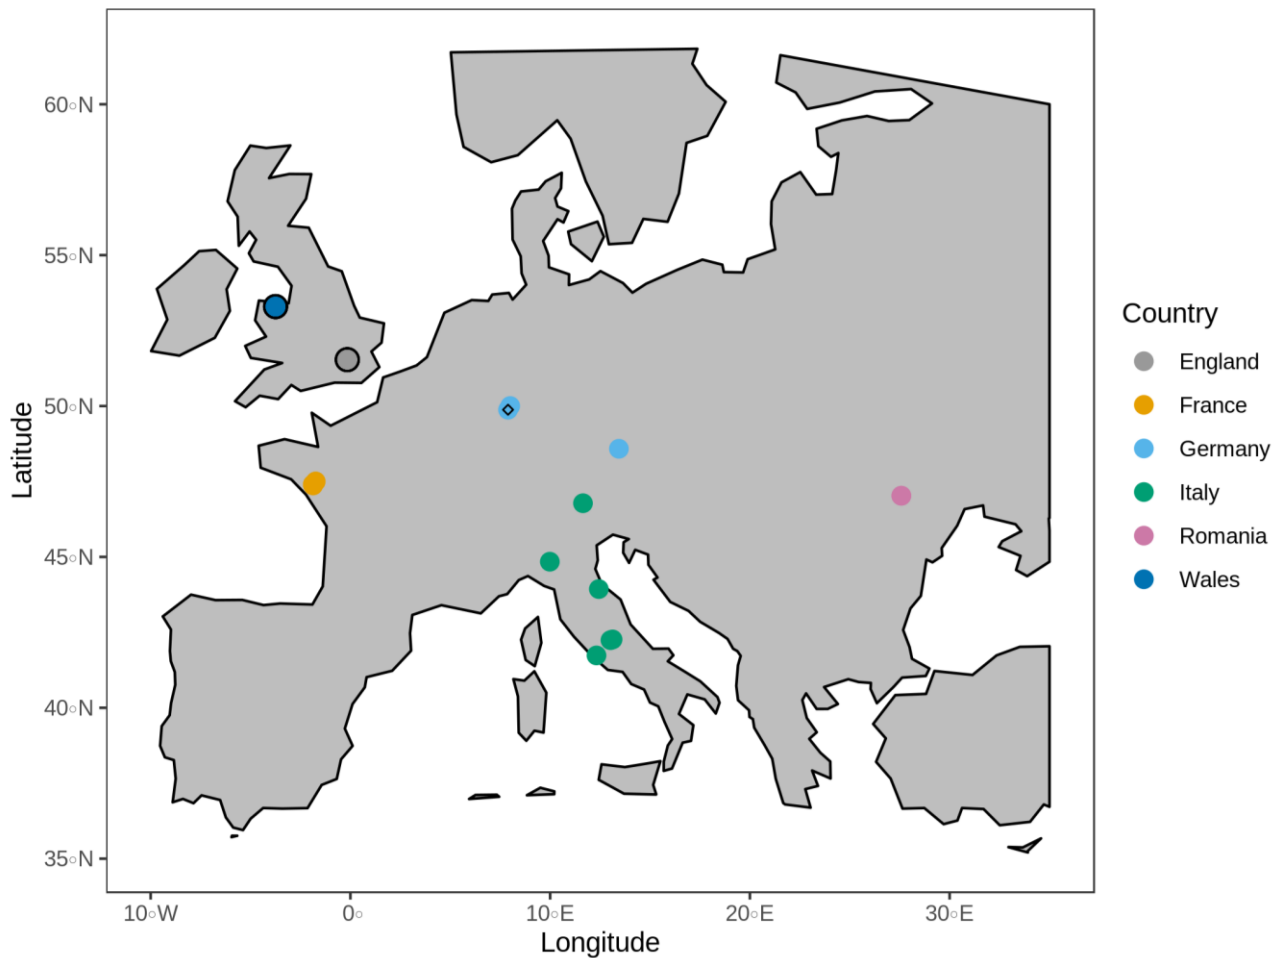 60◦N
55◦N
50◦N
45◦N
40◦N
35◦N
Latitude
10◦W
0◦
10◦E
20◦E
30◦E
Longitude
Country
England
France
Germany
Italy
Romania
Wales